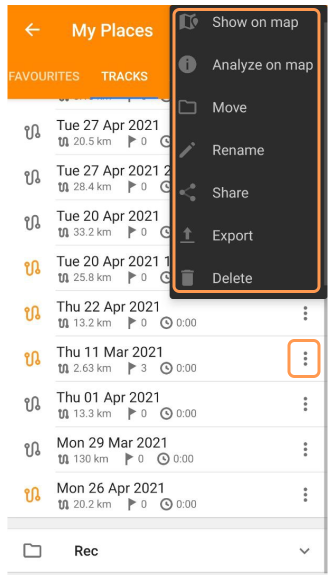 My Places
FAVOURITES TRACKS
Show on map
Analyze on map
Move
Rename
Share
Export
Delete
Tue 27 Apr 2021
20.5 km 0
Tue 27 Apr 2021 2
28.4 km 0
Tue 20 Apr 2021
33.2 km 0
Tue 20 Apr 2021 1
25.8 km 0 0:00
Thu 22 Apr 2021
13.2 km 0 0:00
Thu 11 Mar 2021
2.63 km 3 0:00
Thu 01 Apr 2021
13.3 km 0 0:00
Mon 29 Mar 2021
130 km 0 0:00
Mon 26 Apr 2021
20.2 km 0 0:00
Rec